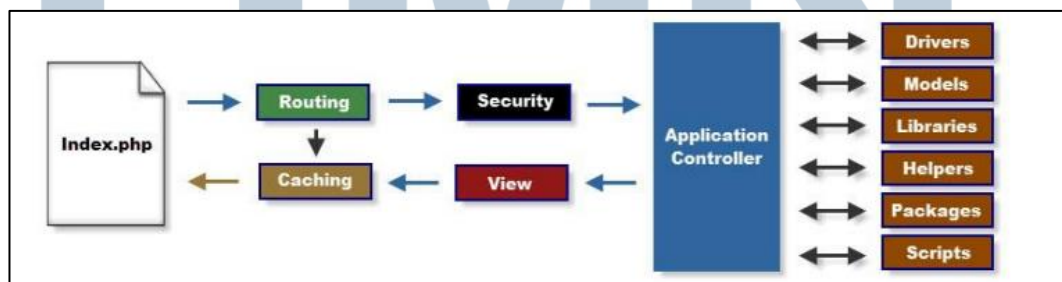 Index.php
Routing
Security
Caching
View
Application
Controller
Drivers
Models
Libraries
Helpers
Packages
Scripts